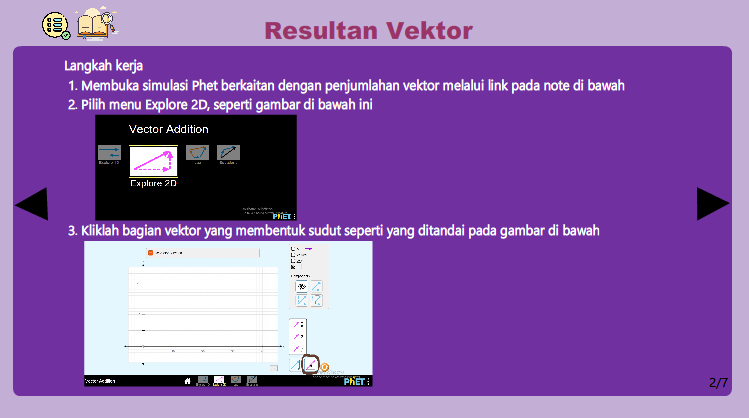 Resultan Vektor
Langkah kerja
1. Membuka simulasi Phet berkaitan dengan penjumlahan vektor melalui link pada note di bawah
2. Pilih menu Explore 2D, seperti gambar di bawah ini
Vector Addition
Explore 2D
PhET
3. Kliklah bagian vektor yang membentuk sudut seperti yang ditandai pada gambar di bawah
Vector Addition
PhET
2/7